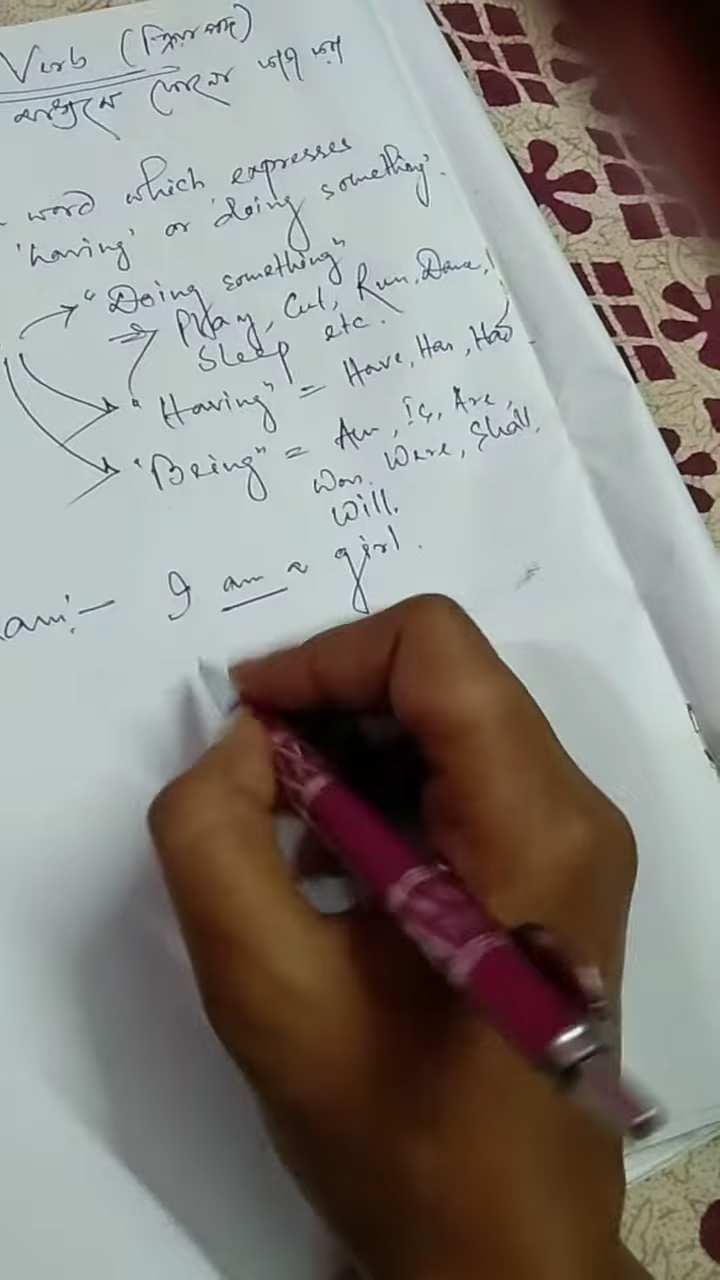 Verb (ক্রিয়াপদ)
word which expresses
'having' or 'doing something'.
"Doing something"
Play, Cut, Run, Dance,
Sleep etc.
"Having" = Have, Has, Had
"Being" = Am, is, Are,
Was, Were, Shall,
Will.
I am a girl.